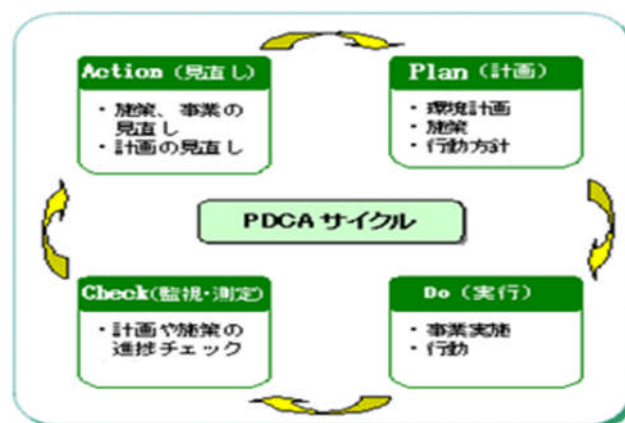 Action（見直し）
・施策、事業の
見直し
・計画の見直し
Plan（計画）
・環境計画
・施策
・行動方針
PDCAサイクル
Check(監視・測定)
・計画や施策の
進捗チェック
Do（実行）
・事業実施
・行動